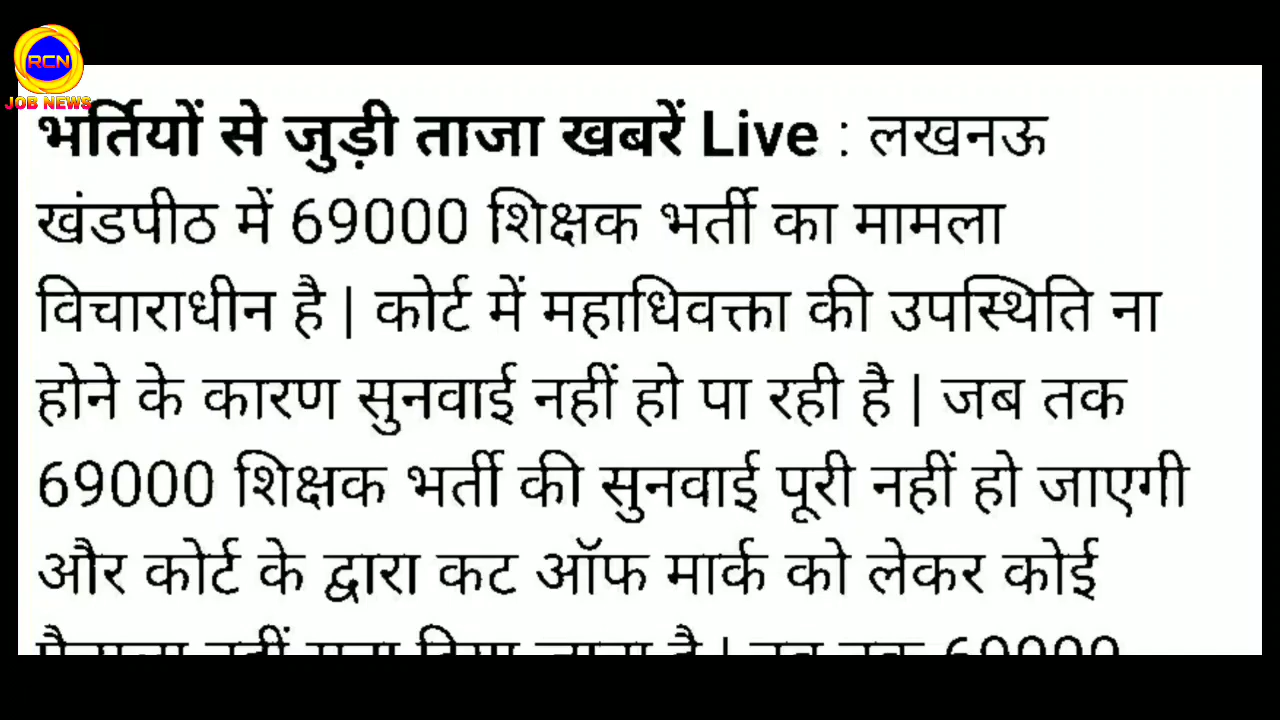 RCN
JOB NEWS
भर्तियों से जुड़ी ताजा खबरें Live : लखनऊ
खंडपीठ में 69000 शिक्षक भर्ती का मामला
विचाराधीन है | कोर्ट में महाधिवक्ता की उपस्थिति ना
होने के कारण सुनवाई नहीं हो पा रही है | जब तक
69000 शिक्षक भर्ती की सुनवाई पूरी नहीं हो जाएगी
और कोर्ट के द्वारा कट ऑफ मार्क को लेकर कोई